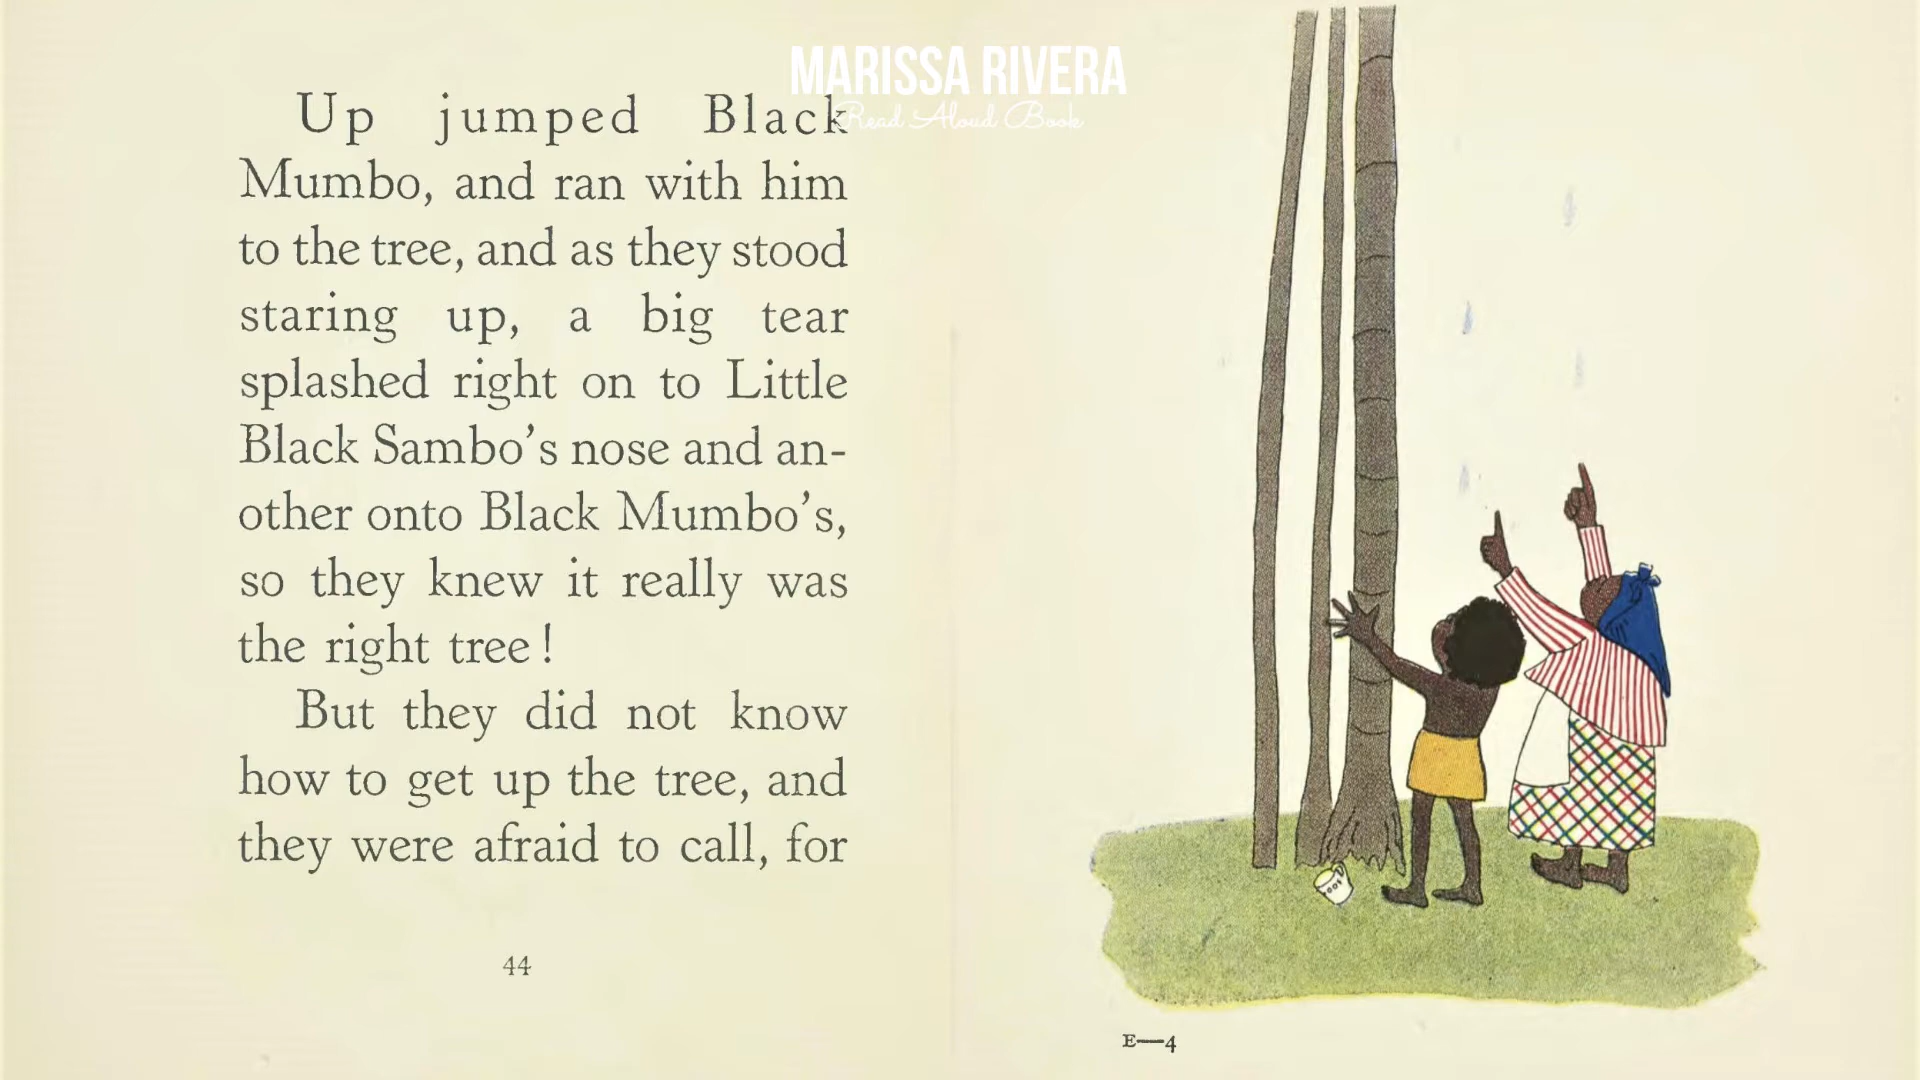 MARISSA RIVERA
Read Aloud Book
Up jumped Black
Mumbo, and ran with him
to the tree, and as they stood
staring up, a big tear
splashed right on to Little
Black Sambo's nose and an-
other onto Black Mumbo's,
so they knew it really was
the right tree!
But they did not know
how to get up the tree, and
they were afraid to call, for
44
E—4